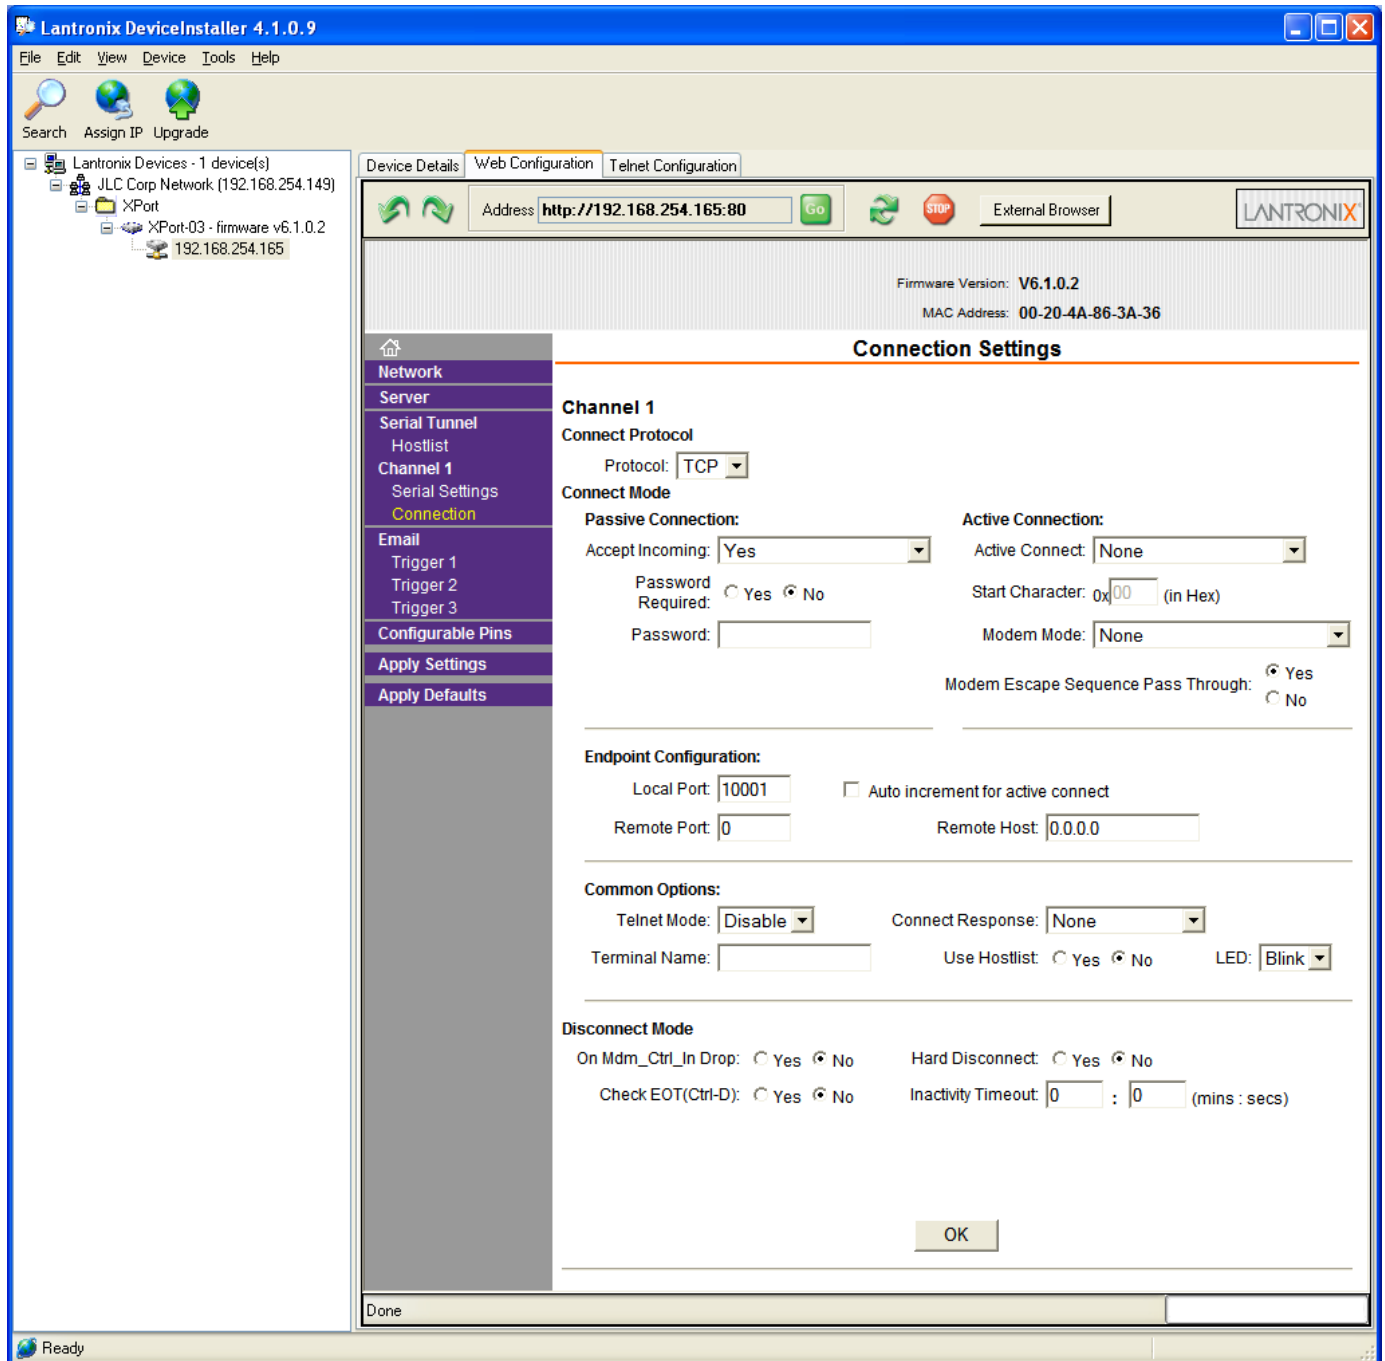 Lantronix DeviceInstaller 4.1.0.9
File Edit View Device Tools Help
Search Assign IP Upgrade
Lantronix Devices - 1 device(s)
JLC Corp Network (192.168.254.149)
XPort
XPort-03 - firmware v6.1.0.2
192.168.254.165
Device Details Web Configuration Telnet Configuration
Address http://192.168.254.165:80 Go STOP External Browser LANTRONIX
Firmware Version: V6.1.0.2
MAC Address: 00-20-4A-86-3A-36
Network
Server
Serial Tunnel
Hostlist
Channel 1
Serial Settings
Connection
Email
Trigger 1
Trigger 2
Trigger 3
Configurable Pins
Apply Settings
Apply Defaults
Connection Settings
Channel 1
Connect Protocol
Protocol: TCP
Connect Mode
Passive Connection:
Accept Incoming: Yes
Password Required: Yes No
Password:
Active Connection:
Active Connect: None
Start Character: 0x00 (in Hex)
Modem Mode: None
Modem Escape Sequence Pass Through: Yes No
Endpoint Configuration:
Local Port: 10001 Auto increment for active connect
Remote Port: 0 Remote Host: 0.0.0.0
Common Options:
Telnet Mode: Disable Connect Response: None
Terminal Name: Use Hostlist: Yes No LED: Blink
Disconnect Mode
On Mdm_Ctrl_In Drop: Yes No Hard Disconnect: Yes No
Check EOT(Ctrl-D): Yes No Inactivity Timeout: 0 : 0 (mins : secs)
OK
Done
Ready